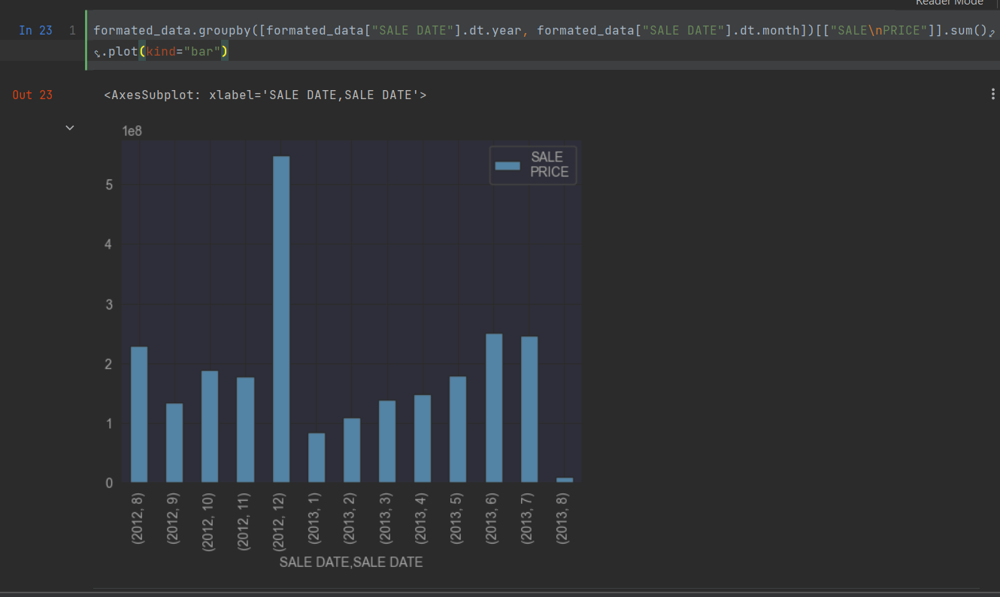 Reader Mode
In 23 1 formated_data.groupby([formated_data["SALE DATE"].dt.year, formated_data["SALE DATE"].dt.month])[["SALE\nPRICE"]].sum()
.plot(kind="bar")
Out 23 <AxesSubplot: xlabel='SALE DATE,SALE DATE'>
1e8
SALE
PRICE
5
4
3
2
1
0
(2012, 8) (2012, 9) (2012, 10) (2012, 11) (2012, 12) (2013, 1) (2013, 2) (2013, 3) (2013, 4) (2013, 5) (2013, 6) (2013, 7) (2013, 8)
SALE DATE,SALE DATE